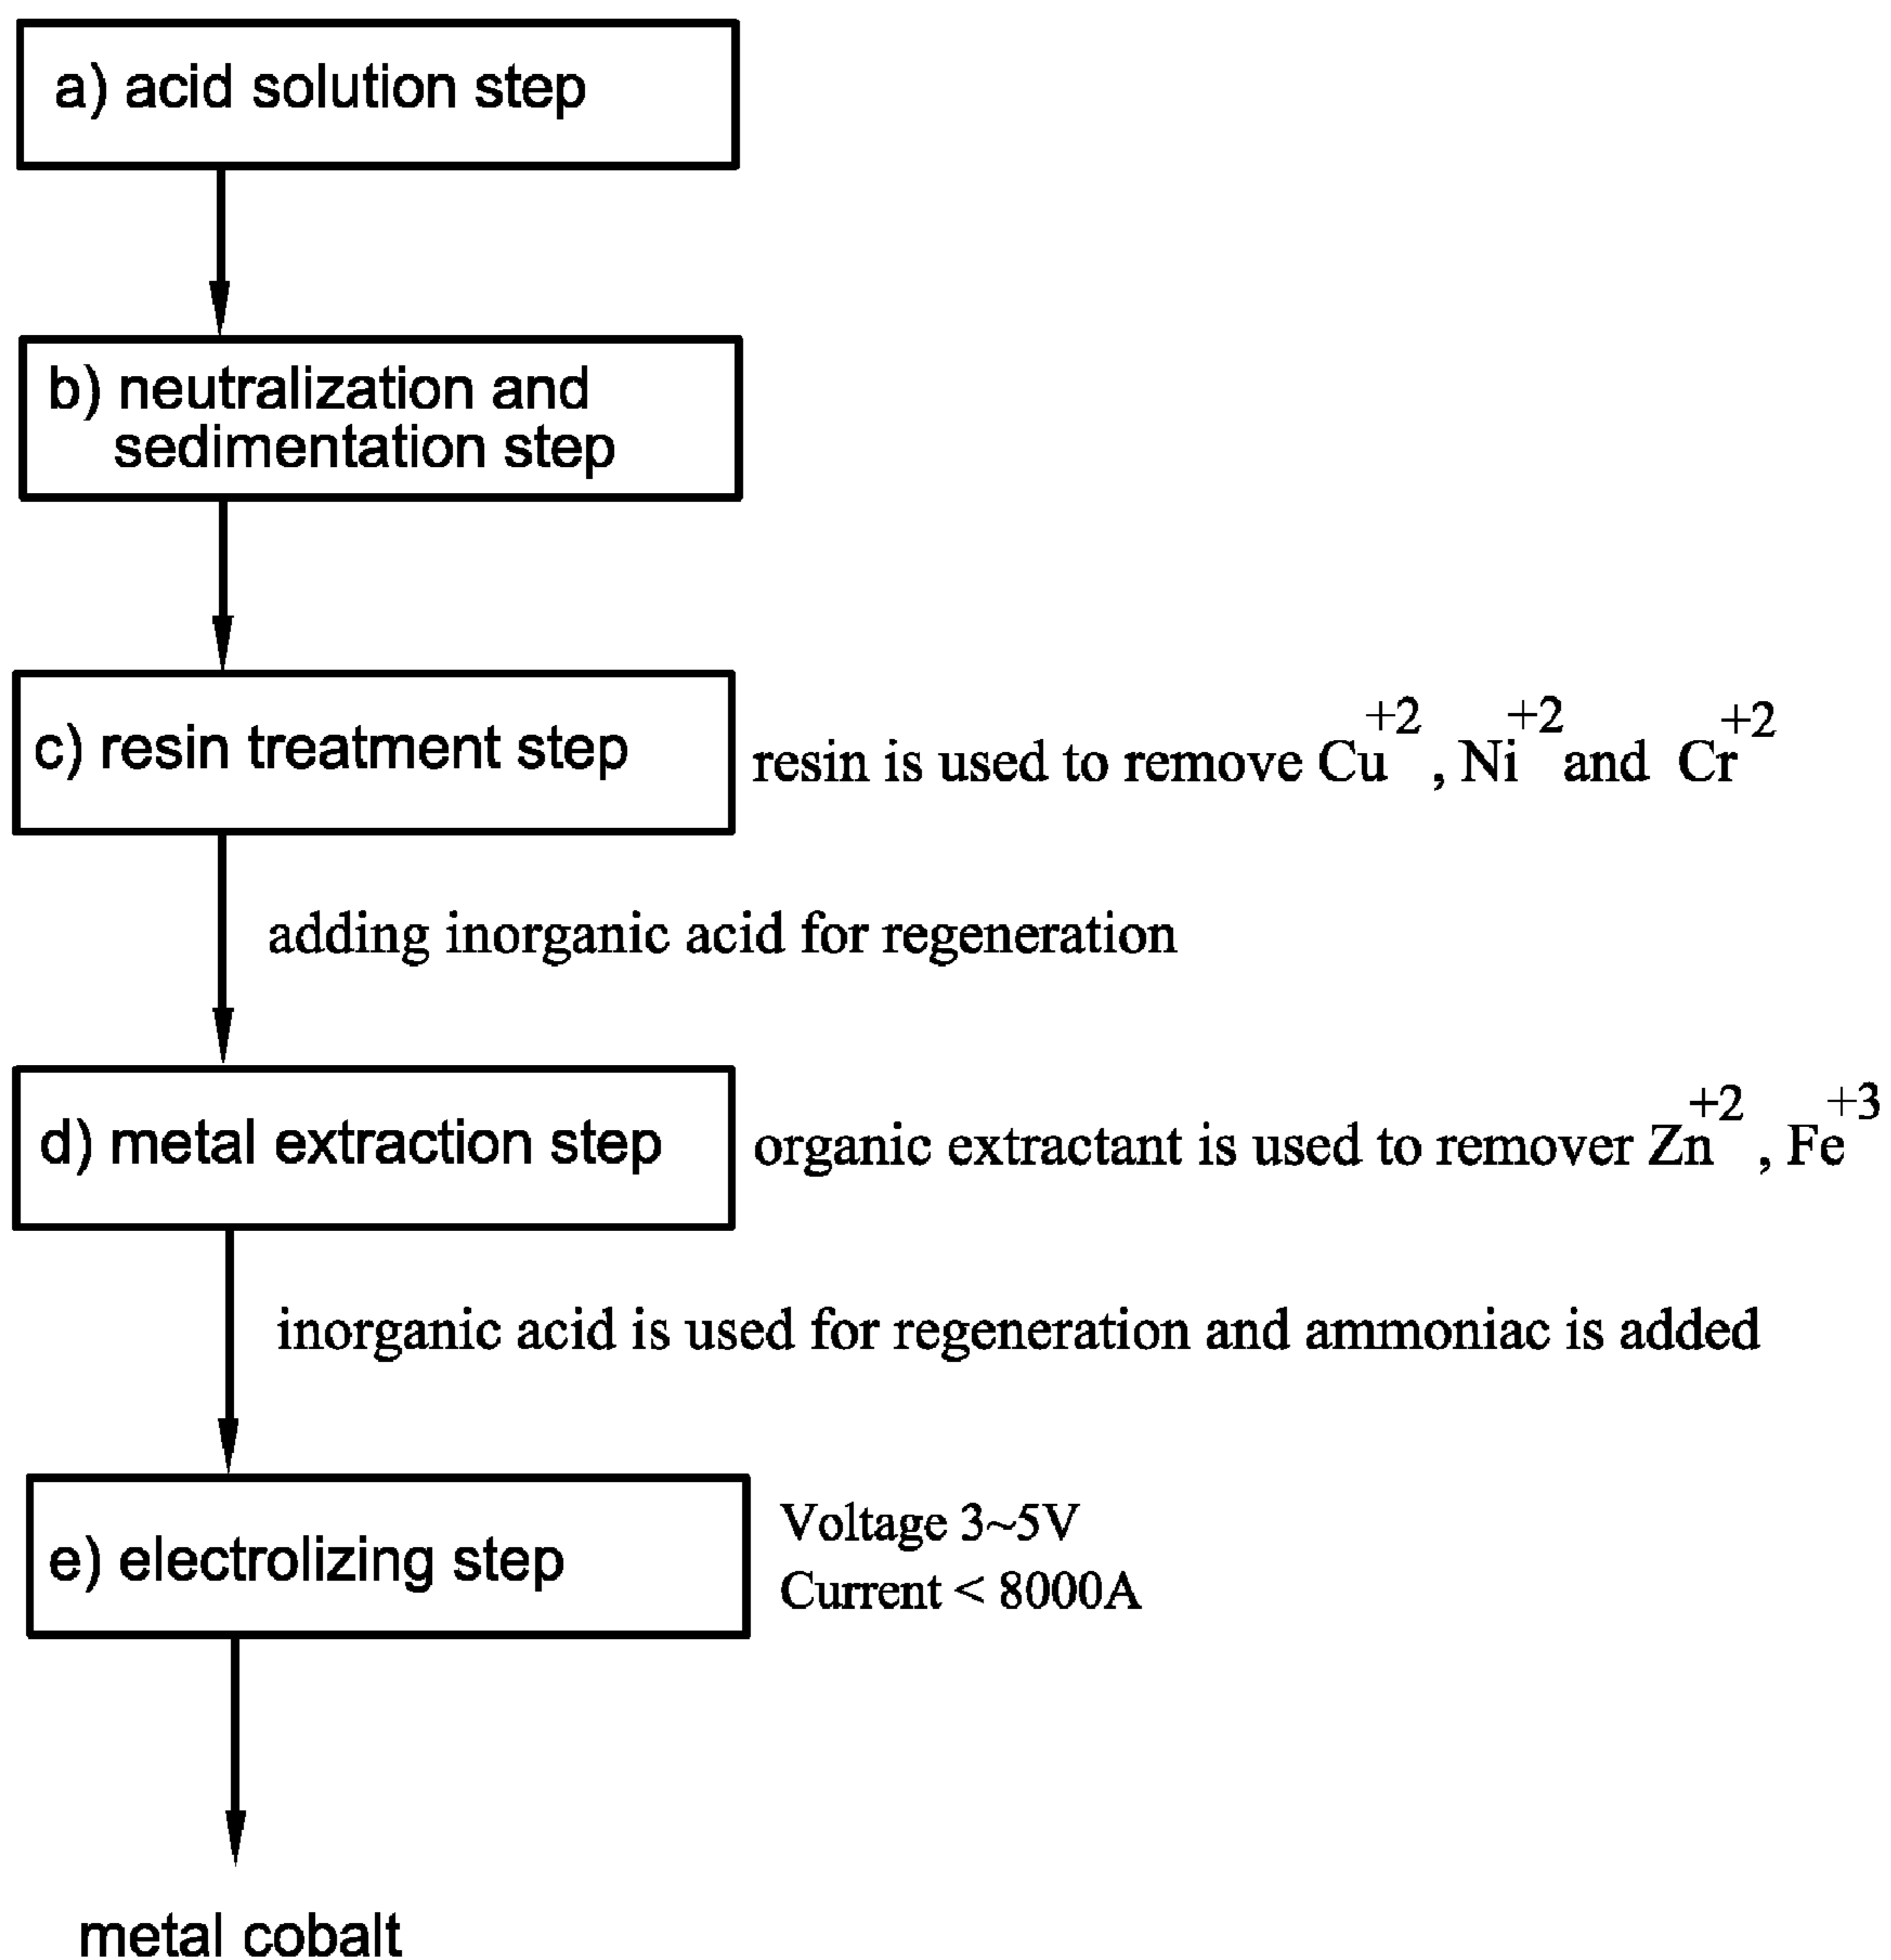 a) acid solution step
b) neutralization and
sedimentation step
c) resin treatment step
resin is used to remove Cu+2 , Ni+2 and Cr+2
adding inorganic acid for regeneration
d) metal extraction step
organic extractant is used to remover Zn+2 , Fe+3
inorganic acid is used for regeneration and ammoniac is added
e) electrolizing step
Voltage 3~5V
Current < 8000A
metal cobalt